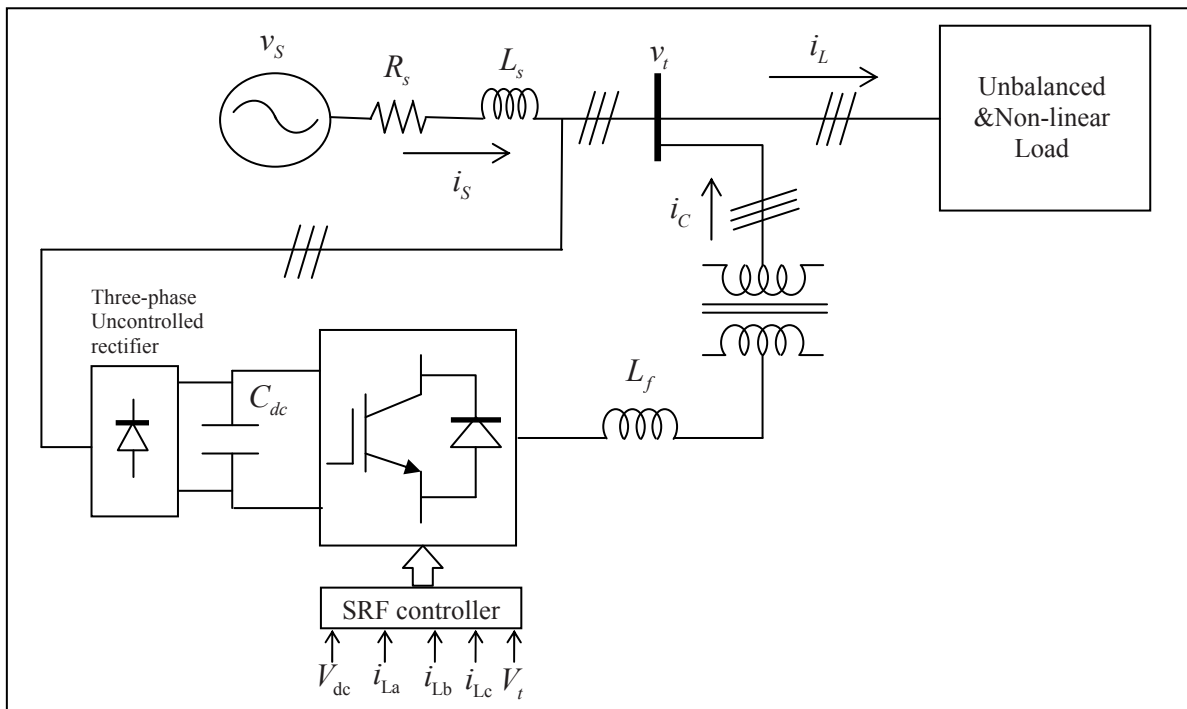 v_S
R_s
L_s
v_t
i_L
Unbalanced
&Non-linear
Load
i_S
i_C
Three-phase
Uncontrolled
rectifier
C_dc
L_f
SRF controller
V_dc i_La i_Lb i_Lc V_t